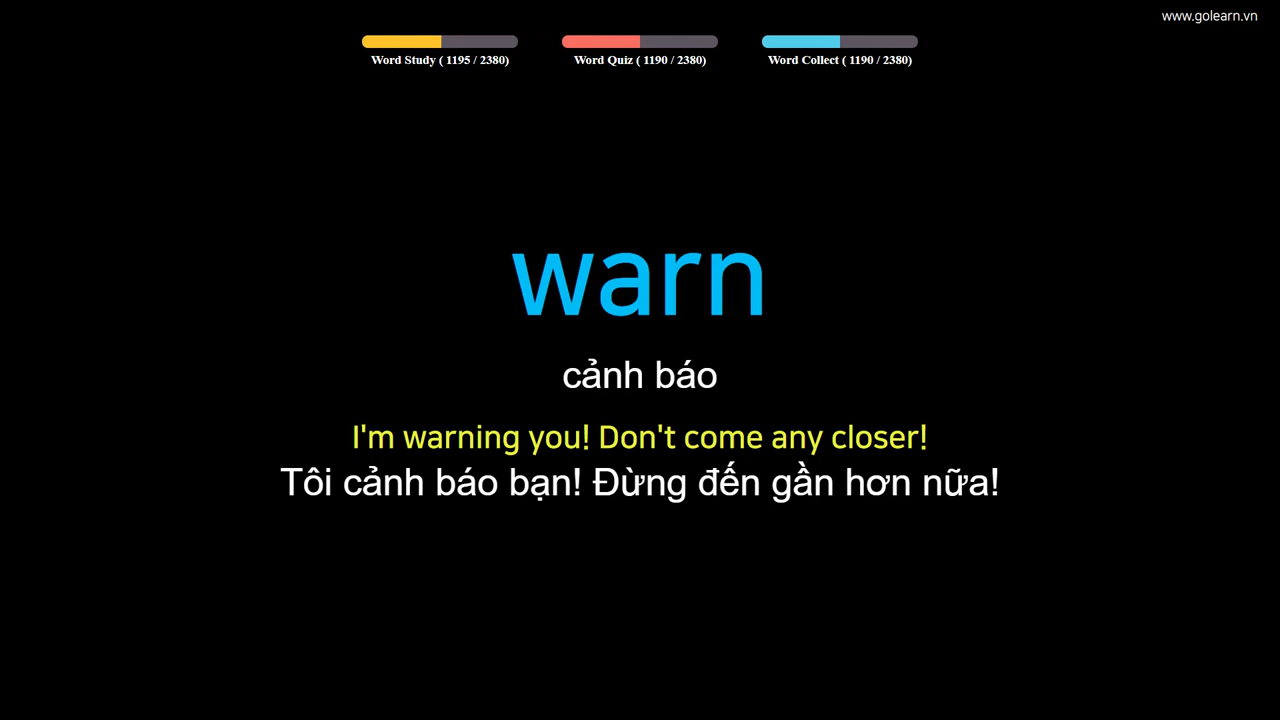 www.golearn.vn
Word Study ( 1195 / 2380)
Word Quiz ( 1190 / 2380)
Word Collect ( 1190 / 2380)
warn
cảnh báo
I'm warning you! Don't come any closer!
Tôi cảnh báo bạn! Đừng đến gần hơn nữa!